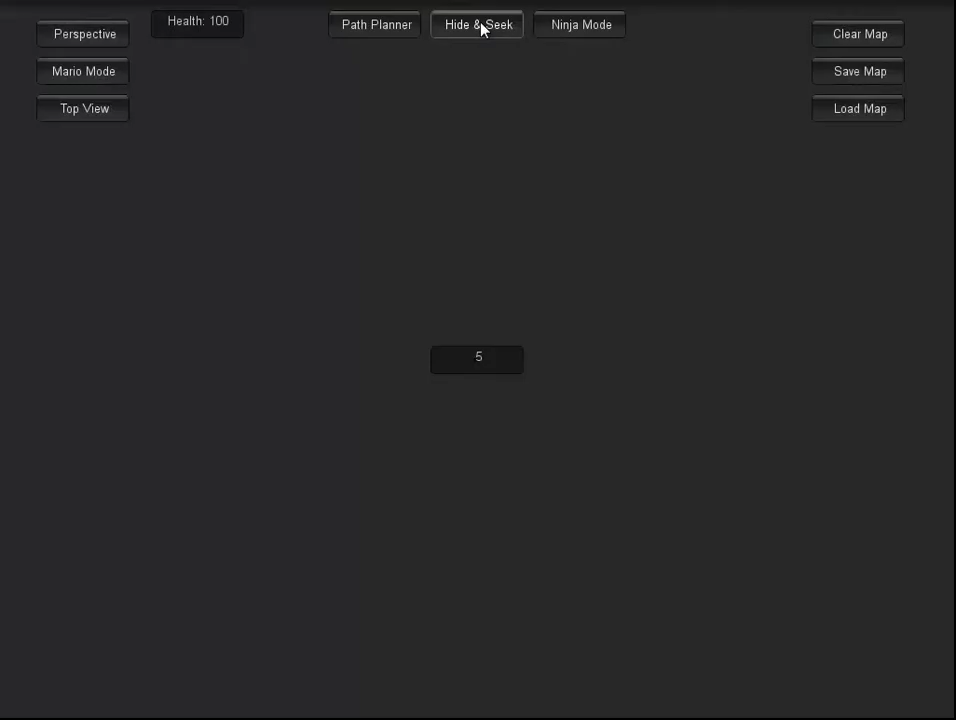 Health: 100
Path Planner
Hide & Seek
Ninja Mode
Perspective
Clear Map
Mario Mode
Save Map
Top View
Load Map
5